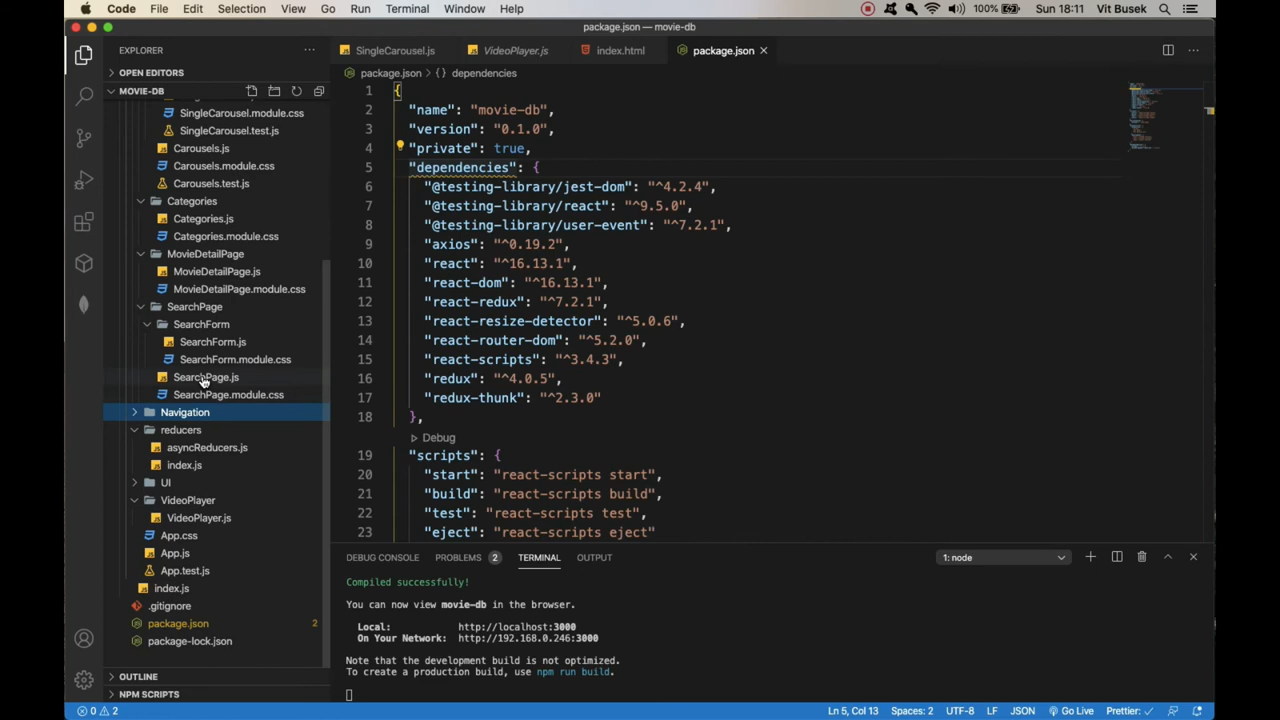 Code File Edit Selection View Go Run Terminal Window Help 100% Sun 18:11 Vit Busek
package.json — movie-db
EXPLORER
SingleCarousel.js VideoPlayer.js index.html package.json
OPEN EDITORS
package.json > {} dependencies
MOVIE-DB
SingleCarousel.module.css
SingleCarousel.test.js
Carousels.js
Carousels.module.css
Carousels.test.js
Categories
Categories.js
Categories.module.css
MovieDetailPage
MovieDetailPage.js
MovieDetailPage.module.css
SearchPage
SearchForm
SearchForm.js
SearchForm.module.css
SearchPage.js
SearchPage.module.css
Navigation
reducers
asyncReducers.js
index.js
UI
VideoPlayer
VideoPlayer.js
App.css
App.js
App.test.js
index.js
.gitignore
package.json 2
package-lock.json
OUTLINE
NPM SCRIPTS
1 {
2 "name": "movie-db",
3 "version": "0.1.0",
4 "private": true,
5 "dependencies": {
6 "@testing-library/jest-dom": "^4.2.4",
7 "@testing-library/react": "^9.5.0",
8 "@testing-library/user-event": "^7.2.1",
9 "axios": "^0.19.2",
10 "react": "^16.13.1",
11 "react-dom": "^16.13.1",
12 "react-redux": "^7.2.1",
13 "react-resize-detector": "^5.0.6",
14 "react-router-dom": "^5.2.0",
15 "react-scripts": "^3.4.3",
16 "redux": "^4.0.5",
17 "redux-thunk": "^2.3.0"
18 },
Debug
19 "scripts": {
20 "start": "react-scripts start",
21 "build": "react-scripts build",
22 "test": "react-scripts test",
23 "eject": "react-scripts eject"
DEBUG CONSOLE PROBLEMS 2 TERMINAL OUTPUT 1: node
Compiled successfully!
You can now view movie-db in the browser.
Local: http://localhost:3000
On Your Network: http://192.168.0.246:3000
Note that the development build is not optimized.
To create a production build, use npm run build.
0 2 Ln 5, Col 13 Spaces: 2 UTF-8 LF JSON Go Live Prettier: ✓